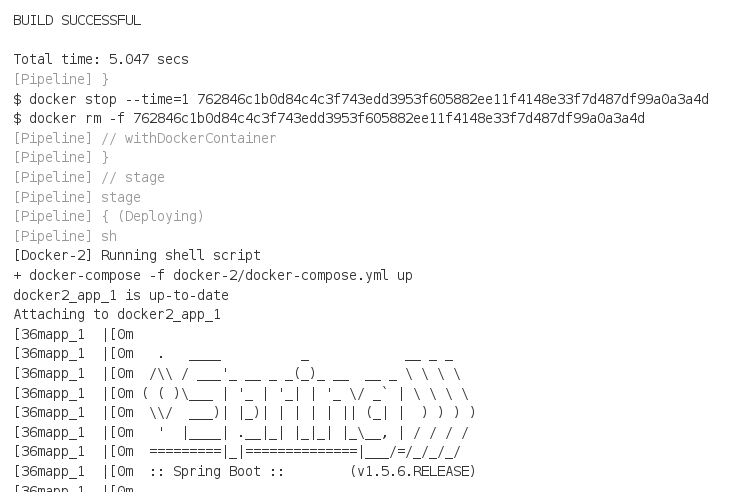 BUILD SUCCESSFUL

Total time: 5.047 secs
[Pipeline] }
$ docker stop --time=1 762846c1b0d84c4c3f743edd3953f605882ee11f4148e33f7d487df99a0a3a4d
$ docker rm -f 762846c1b0d84c4c3f743edd3953f605882ee11f4148e33f7d487df99a0a3a4d
[Pipeline] // withDockerContainer
[Pipeline] }
[Pipeline] // stage
[Pipeline] stage
[Pipeline] { (Deploying)
[Pipeline] sh
[Docker-2] Running shell script
+ docker-compose -f docker-2/docker-compose.yml up
docker2_app_1 is up-to-date
Attaching to docker2_app_1
[36mapp_1  |[0m
[36mapp_1  |[0m   .   ____          _            __ _ _
[36mapp_1  |[0m  /\\ / ___'_ __ _ _(_)_ __  __ _ \ \ \ \
[36mapp_1  |[0m ( ( )\___ | '_ | '_| | '_ \/ _` | \ \ \ \
[36mapp_1  |[0m  \\/  ___)| |_)| | | | | || (_| |  ) ) ) )
[36mapp_1  |[0m   '  |____| .__|_| |_|_| |_\__, | / / / /
[36mapp_1  |[0m  =========|_|==============|___/=/_/_/_/
[36mapp_1  |[0m  :: Spring Boot ::        (v1.5.6.RELEASE)
[36mapp_1  |[0m